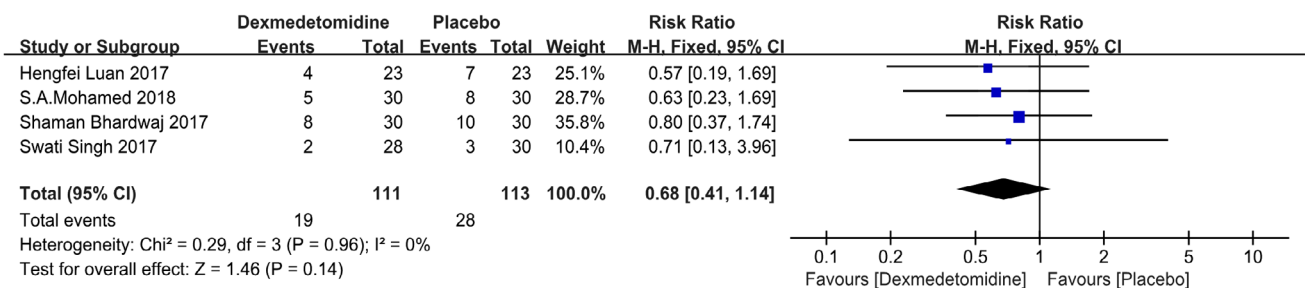 Dexmedetomidine Placebo Risk Ratio Risk Ratio
Study or Subgroup Events Total Events Total Weight M-H, Fixed, 95% CI M-H, Fixed, 95% CI
Hengfei Luan 2017 4 23 7 23 25.1% 0.57 [0.19, 1.69]
S.A.Mohamed 2018 5 30 8 30 28.7% 0.63 [0.23, 1.69]
Shaman Bhardwaj 2017 8 30 10 30 35.8% 0.80 [0.37, 1.74]
Swati Singh 2017 2 28 3 30 10.4% 0.71 [0.13, 3.96]
Total (95% CI) 111 113 100.0% 0.68 [0.41, 1.14]
Total events 19 28
Heterogeneity: Chi² = 0.29, df = 3 (P = 0.96); I² = 0%
Test for overall effect: Z = 1.46 (P = 0.14)
0.1 0.2 0.5 1 2 5 10
Favours [Dexmedetomidine] Favours [Placebo]